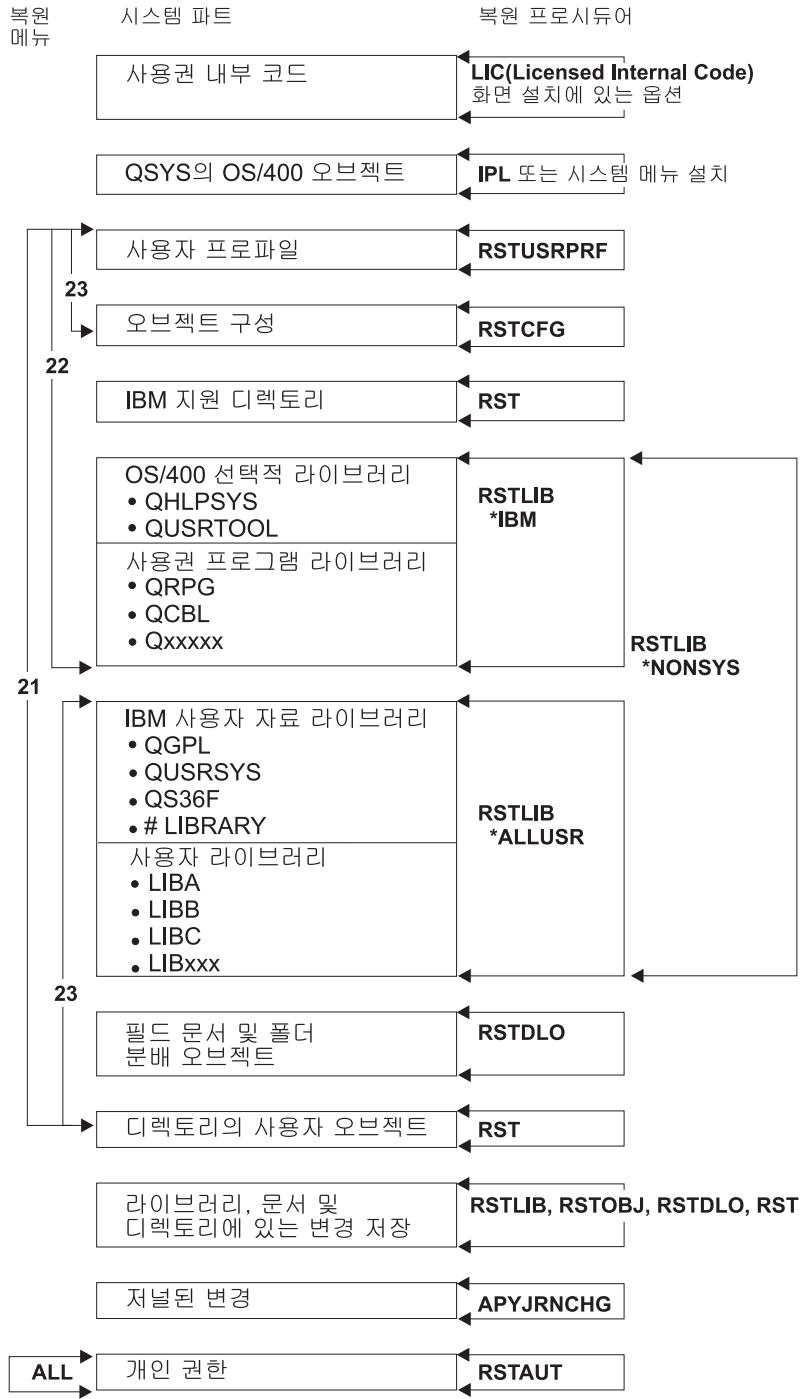 복원
메뉴
시스템 파트
복원 프로시듀어
사용권 내부 코드
LIC(Licensed Internal Code)
화면 설치에 있는 옵션
QSYS의 OS/400 오브젝트
IPL 또는 시스템 메뉴 설치
사용자 프로파일
RSTUSRPRF
23
오브젝트 구성
RSTCFG
22
IBM 지원 디렉토리
RST
OS/400 선택적 라이브러리
• QHLPSYS
• QUSRTOOL
RSTLIB
*IBM
사용권 프로그램 라이브러리
• QRPG
• QCBL
• Qxxxxx
RSTLIB
*NONSYS
21
IBM 사용자 자료 라이브러리
• QGPL
• QUSRSYS
• QS36F
• # LIBRARY
RSTLIB
*ALLUSR
사용자 라이브러리
• LIBA
• LIBB
• LIBC
• LIBxxx
23
필드 문서 및 폴더
분배 오브젝트
RSTDLO
디렉토리의 사용자 오브젝트
RST
라이브러리, 문서 및
디렉토리에 있는 변경 저장
RSTLIB, RSTOBJ, RSTDLO, RST
저널된 변경
APYJRNCHG
ALL
개인 권한
RSTAUT